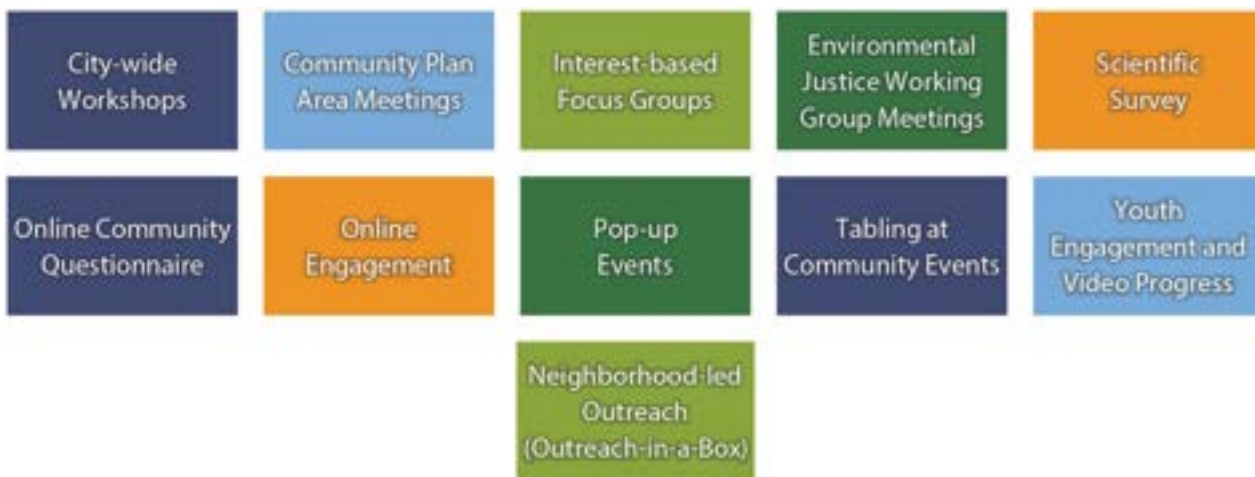 City-wide
Workshops
Community Plan
Area Meetings
Interest-based
Focus Groups
Environmental
Justice Working
Group Meetings
Scientific
Survey
Online Community
Questionnaire
Online
Engagement
Pop-up
Events
Tabling at
Community Events
Youth
Engagement and
Video Progress
Neighborhood-led
Outreach
(Outreach-in-a-Box)